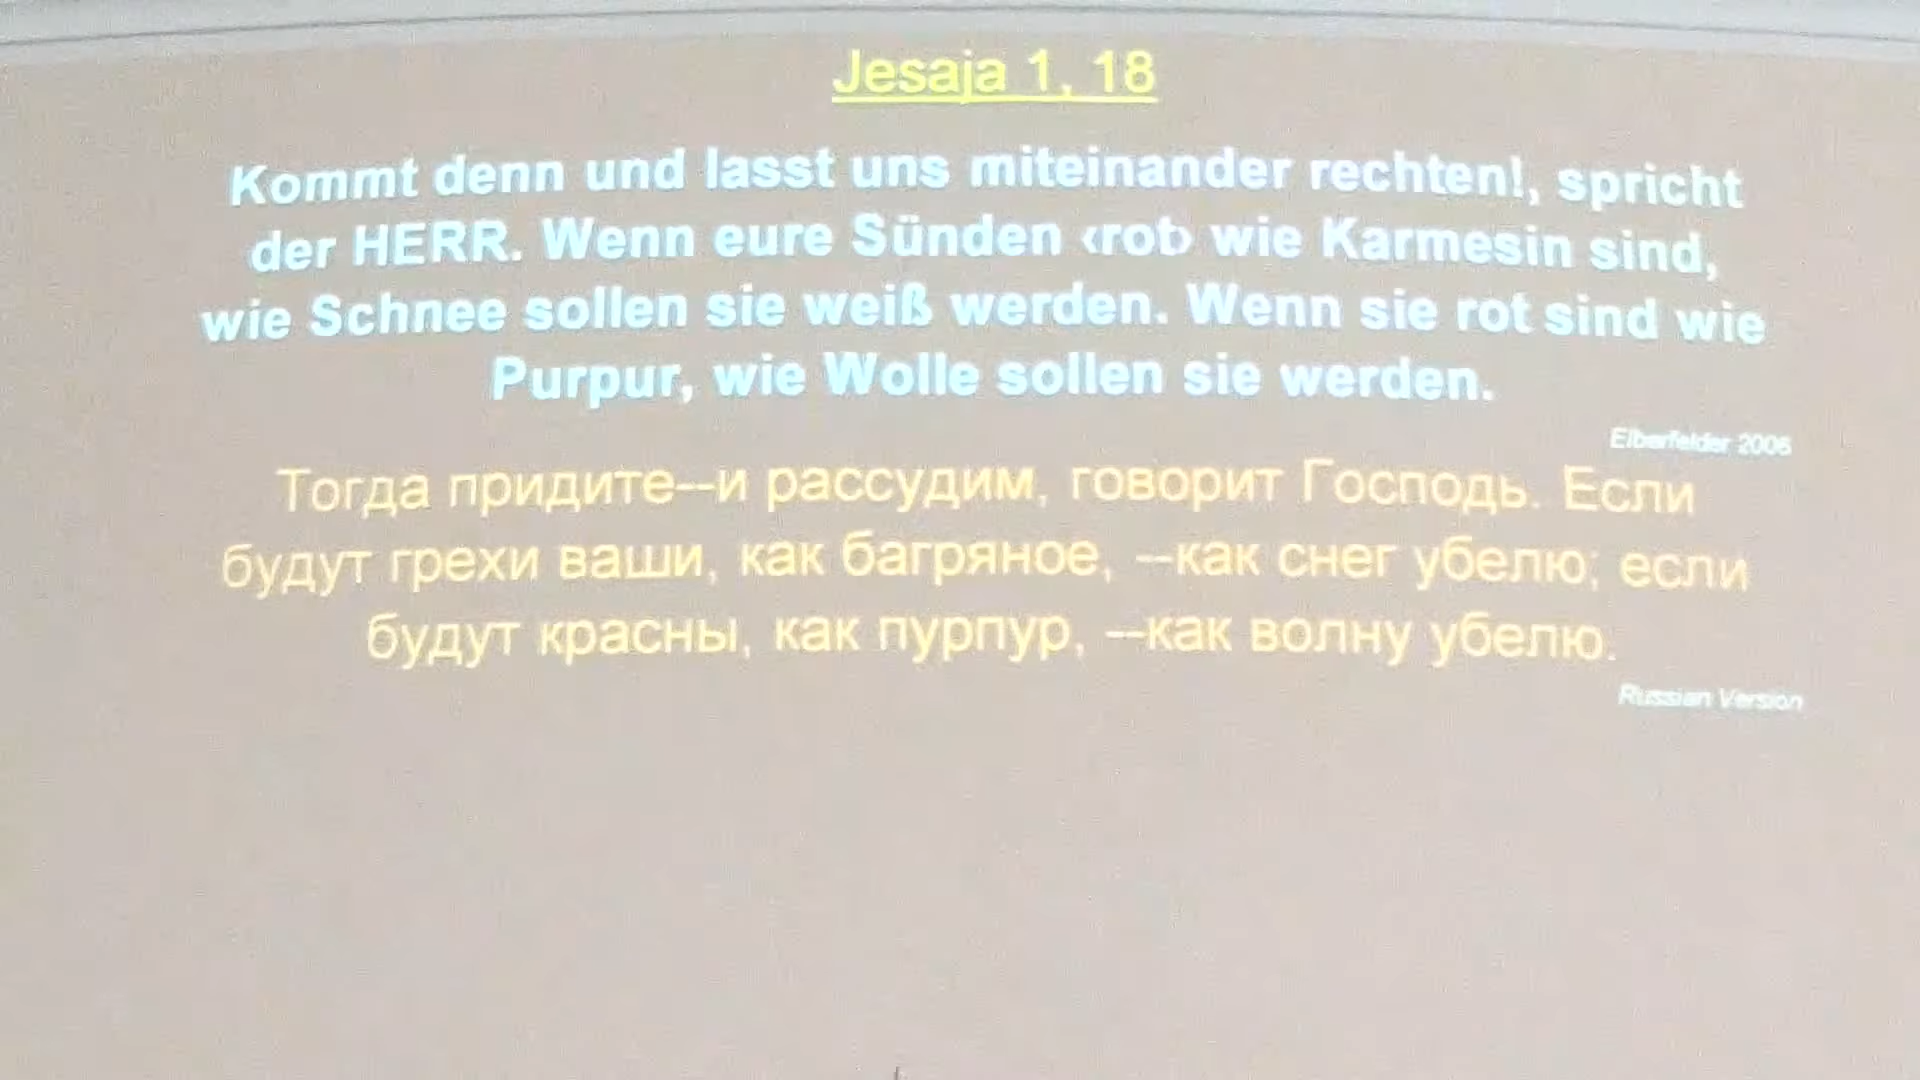 Jesaja 1, 18
Kommt denn und lasst uns miteinander rechten!, spricht
der HERR. Wenn eure Sünden ‹rot› wie Karmesin sind,
wie Schnee sollen sie weiß werden. Wenn sie rot sind wie
Purpur, wie Wolle sollen sie werden.
Elberfelder 2006
Тогда придите--и рассудим, говорит Господь. Если
будут грехи ваши, как багряное, --как снег убелю; если
будут красны, как пурпур, --как волну убелю.
Russian Version